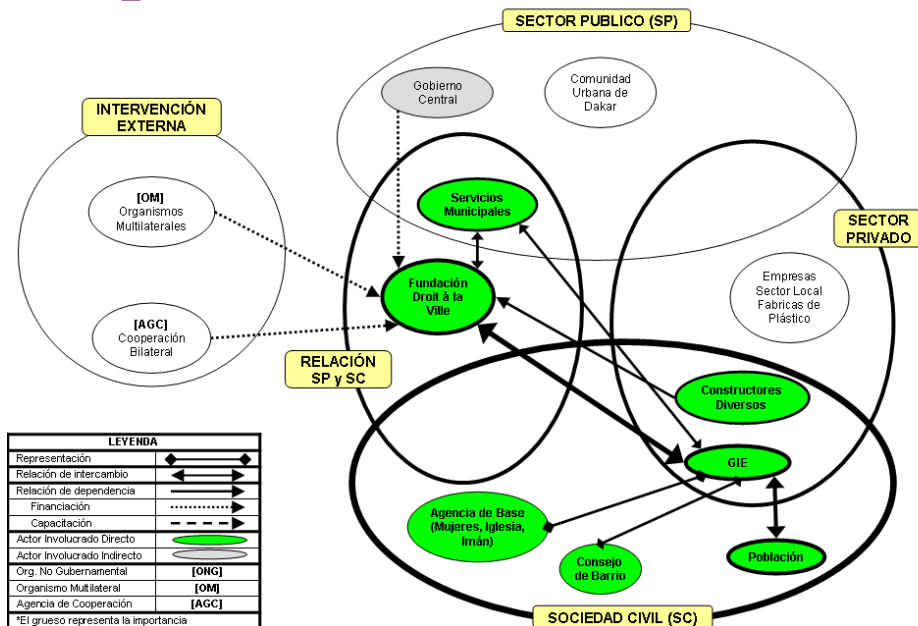 SECTOR PUBLICO (SP)
Gobierno
Central
Comunidad
Urbana de
Dakar
INTERVENCIÓN
EXTERNA
[OM]
Organismos
Multilaterales
Servicios
Municipales
SECTOR
PRIVADO
Fundación
Droit à la
Ville
Empresas
Sector Local
Fabricas de
Plástico
[AGC]
Cooperación
Bilateral
RELACIÓN
SP y SC
Constructores
Diversos
GIE
Agencia de Base
(Mujeres, Iglesia,
Imán)
Consejo
de Barrio
Población
SOCIEDAD CIVIL (SC)
LEYENDA
Representación
Relación de intercambio
Relación de dependencia
Financiación
Capacitación
Actor Involucrado Directo
Actor Involucrado Indirecto
Org. No Gubernamental [ONG]
Organismo Multilateral [OM]
Agencia de Cooperación [AGC]
*El grueso representa la importancia